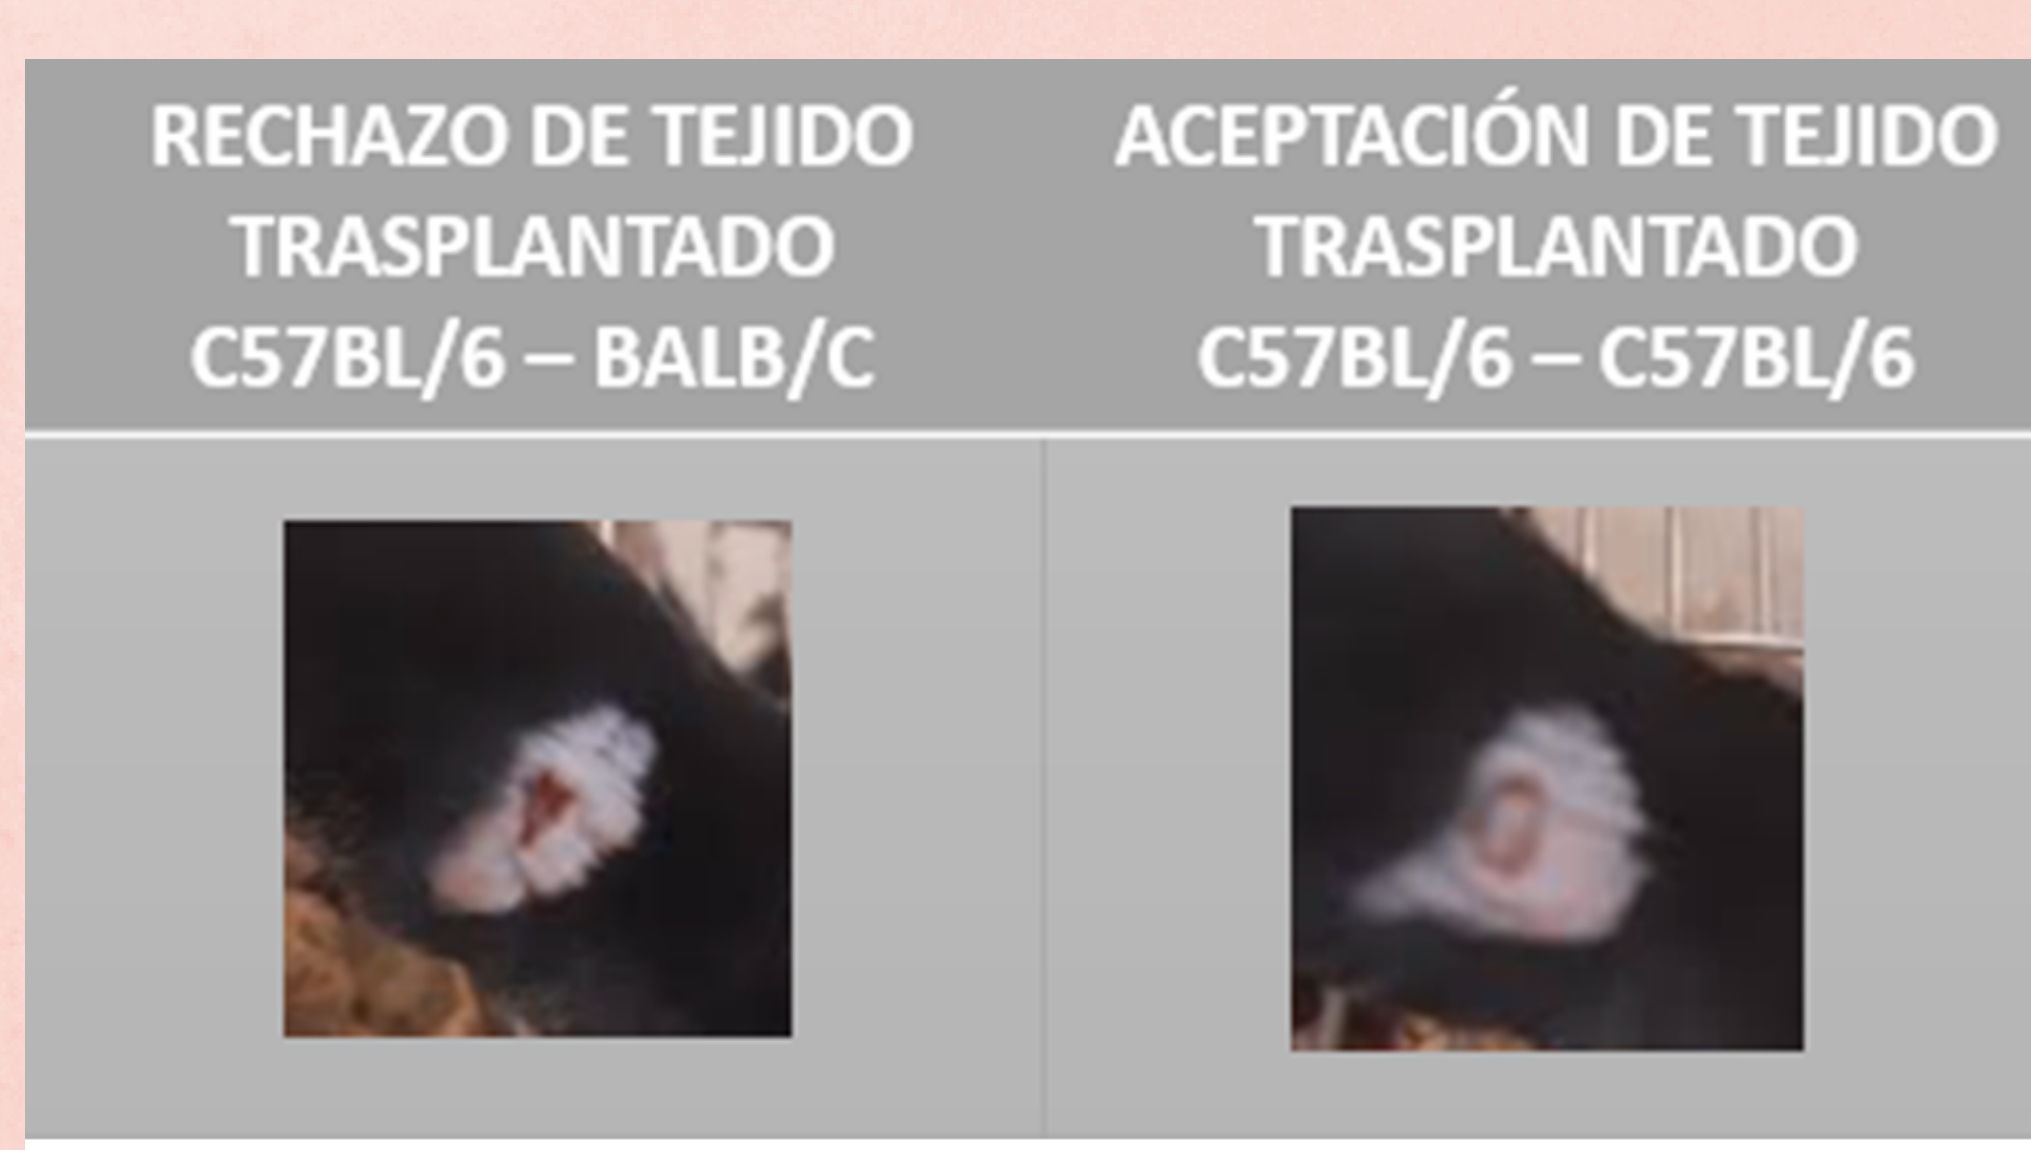 RECHAZO DE TEJIDO
TRASPLANTADO
C57BL/6 – BALB/C
ACEPTACIÓN DE TEJIDO
TRASPLANTADO
C57BL/6 – C57BL/6